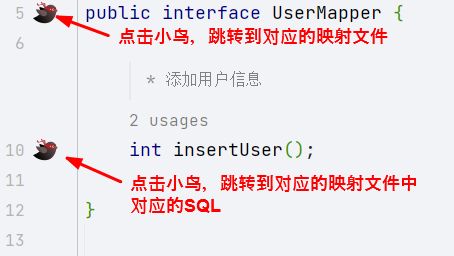 5 public interface UserMapper {
点击小鸟，跳转到对应的映射文件
6
* 添加用户信息
2 usages
10 int insertUser();
11
点击小鸟，跳转到对应的映射文件中
对应的SQL
12 }
13